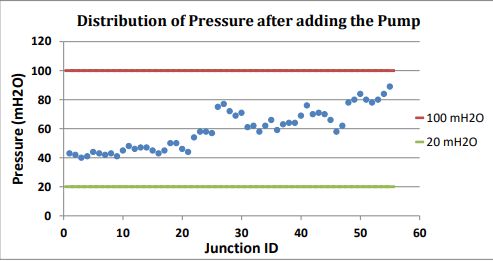 Distribution of Pressure after adding the Pump
Pressure (mH2O)
120
100
80
60
40
20
0
0 10 20 30 40 50 60
Junction ID
100 mH2O
20 mH2O